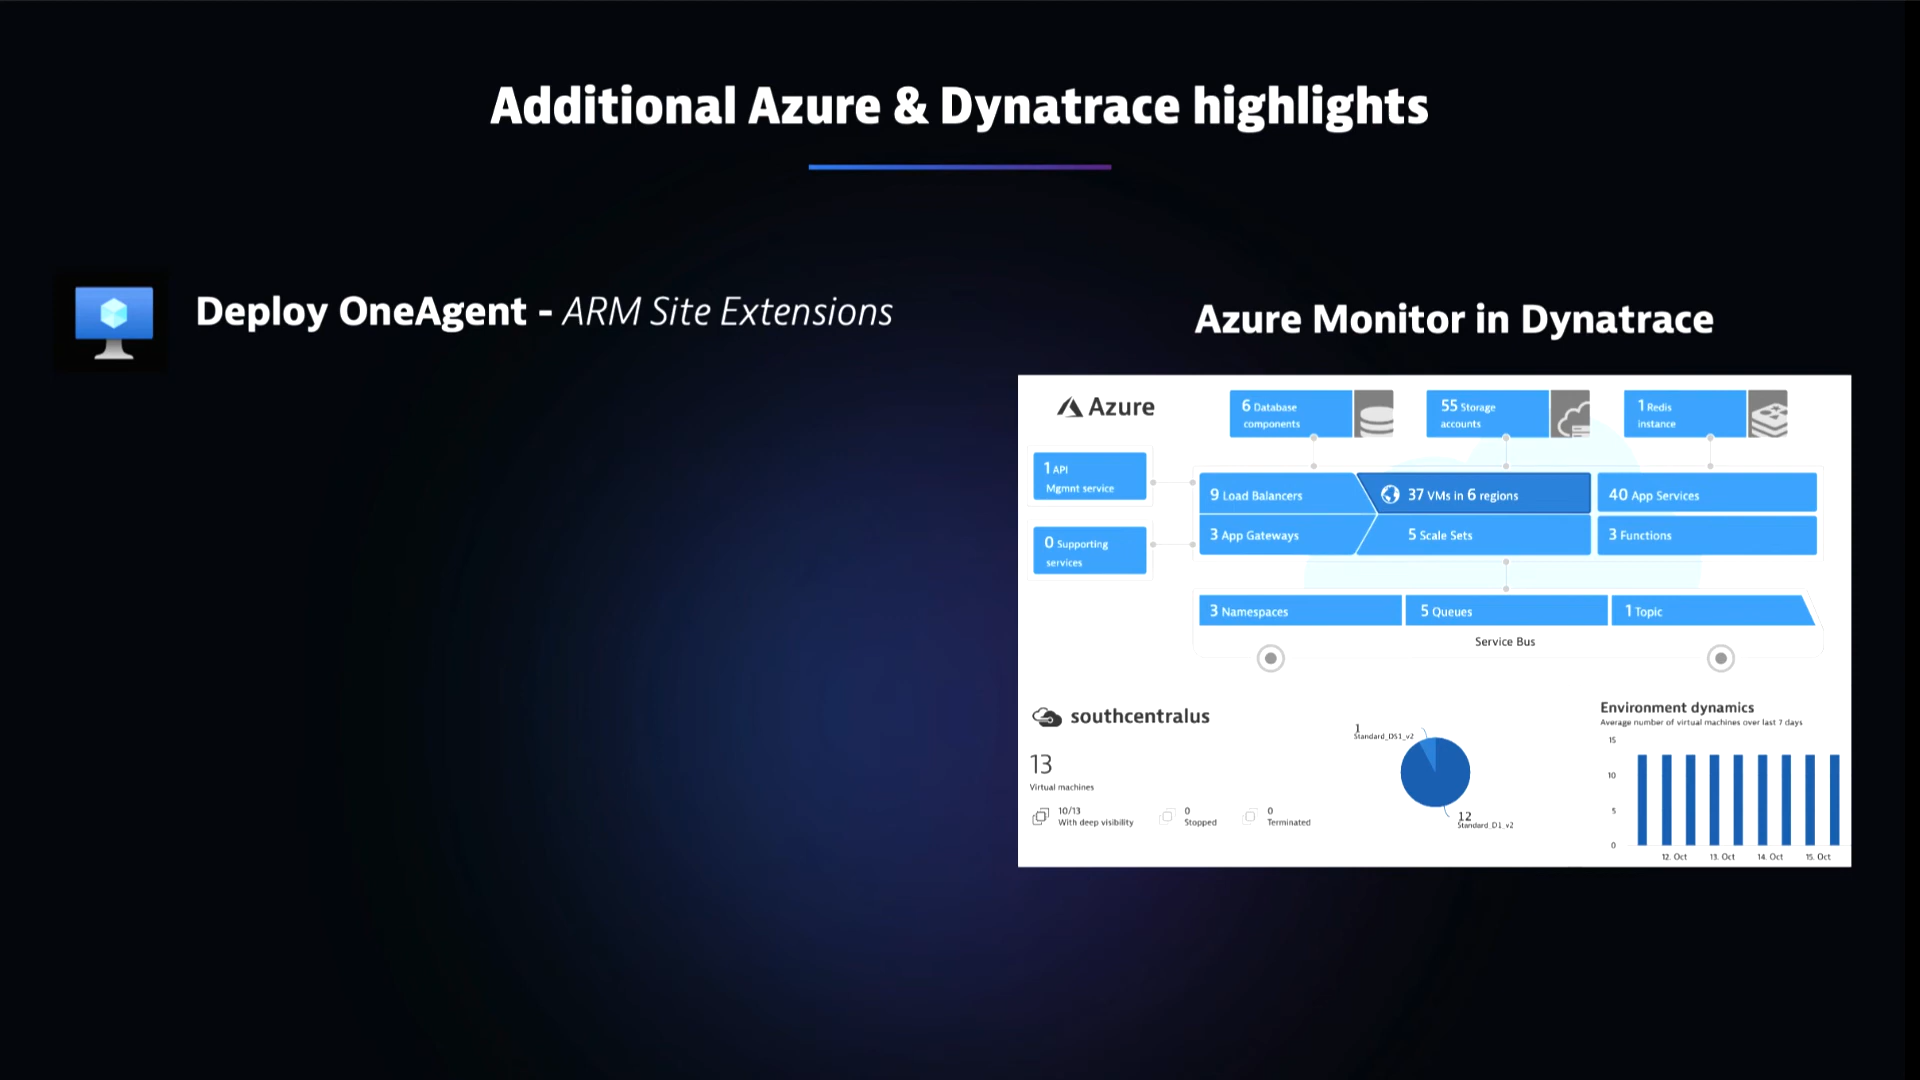 Additional Azure & Dynatrace highlights
Deploy OneAgent - ARM Site Extensions
Azure Monitor in Dynatrace
Azure
6 Database
components
55 Storage
accounts
1 Redis
instance
1 API
Mgmnt service
0 Supporting
services
9 Load Balancers
37 VMs in 6 regions
40 App Services
3 App Gateways
5 Scale Sets
3 Functions
3 Namespaces
5 Queues
1 Topic
Service Bus
southcentralus
13
Virtual machines
10/13
With deep visibility
0
Stopped
0
Terminated
1
Standard_DS1_v2
12
Standard_D1_v2
Environment dynamics
Average number of virtual machines over last 7 days
15
10
5
0
12. Oct
13. Oct
14. Oct
15. Oct